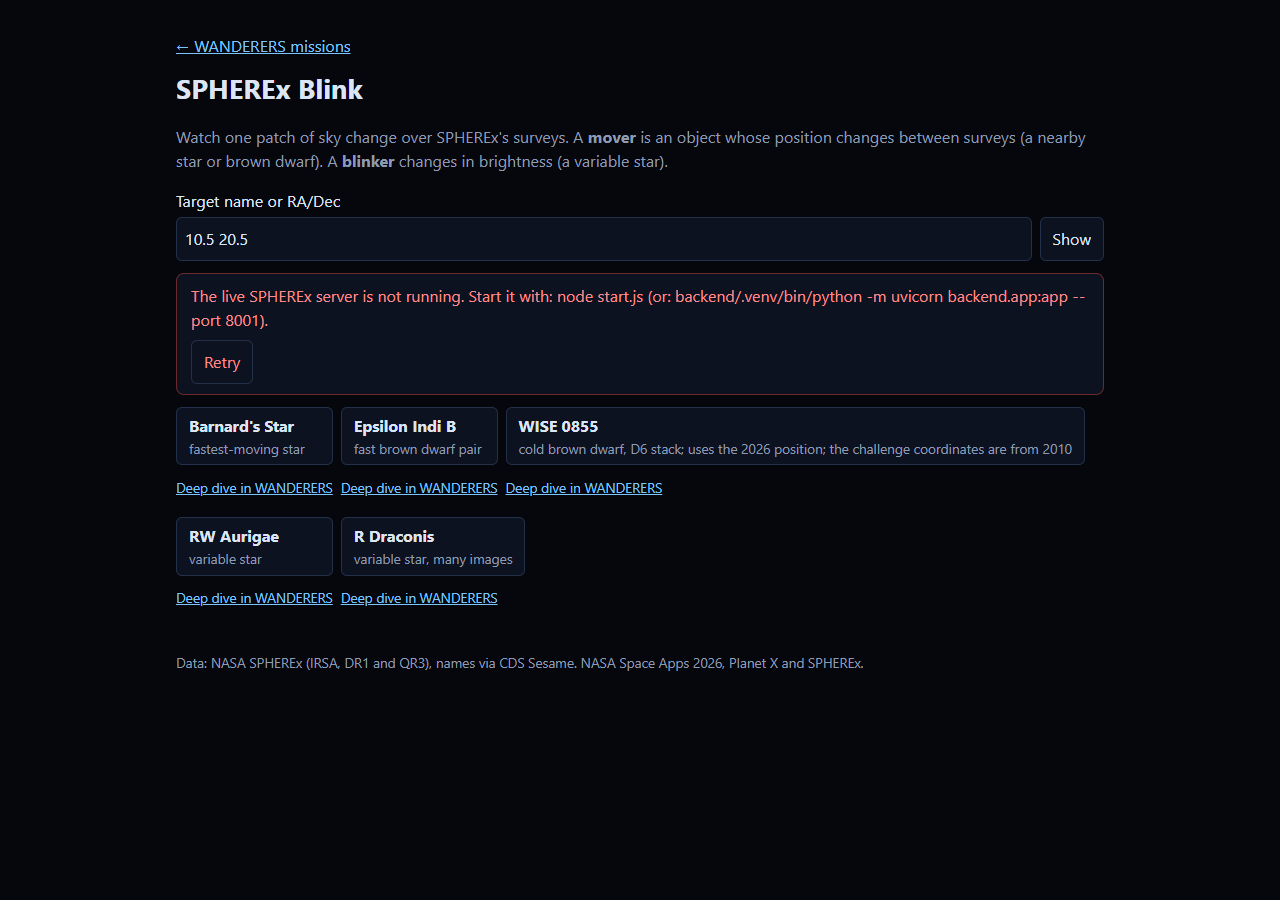 ← WANDERERS missions
SPHEREx Blink
Watch one patch of sky change over SPHEREx's surveys. A mover is an object whose position changes between surveys (a nearby
star or brown dwarf). A blinker changes in brightness (a variable star).
Target name or RA/Dec
10.5 20.5
Show
The live SPHEREx server is not running. Start it with: node start.js (or: backend/.venv/bin/python -m uvicorn backend.app:app --
port 8001).
Retry
Barnard's Star
fastest-moving star
Epsilon Indi B
fast brown dwarf pair
WISE 0855
cold brown dwarf, D6 stack; uses the 2026 position; the challenge coordinates are from 2010
Deep dive in WANDERERS
Deep dive in WANDERERS
Deep dive in WANDERERS
RW Aurigae
variable star
R Draconis
variable star, many images
Deep dive in WANDERERS
Deep dive in WANDERERS
Data: NASA SPHEREx (IRSA, DR1 and QR3), names via CDS Sesame. NASA Space Apps 2026, Planet X and SPHEREx.